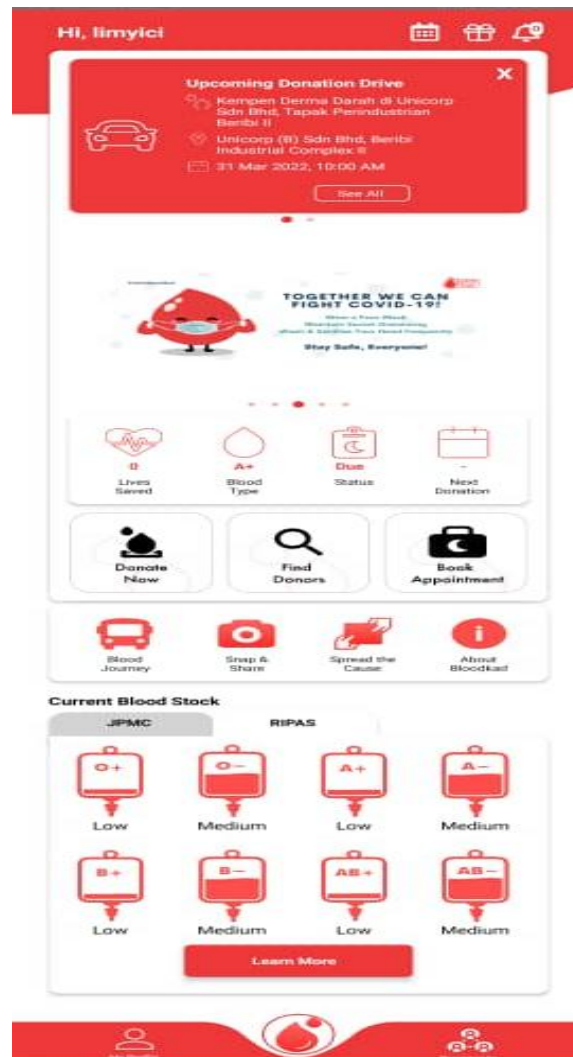 Hi, limyici
Upcoming Donation Drive
X
Kempen Derma Darah di Unicorp
Sdn Bhd, Tapak Perindustrian
Beribi II
Unicorp (B) Sdn Bhd, Beribi
Industrial Complex II
31 Mar 2022, 10:00 AM
See All
TOGETHER WE CAN
FIGHT COVID-19!
Wear a Face Mask,
Stay Safe, Everyone!
0
A+
Due
-
Lives
Saved
Blood
Type
Status
Next
Donation
Donate
Now
Find
Donors
Book
Appointment
Blood
Journey
Snap &
Share
Spread the
Cause
About
Bloodkad
Current Blood Stock
JPMC
RIPAS
O+
O-
A+
A-
Low
Medium
Low
Medium
B+
B-
AB+
AB-
Low
Medium
Low
Medium
Learn More